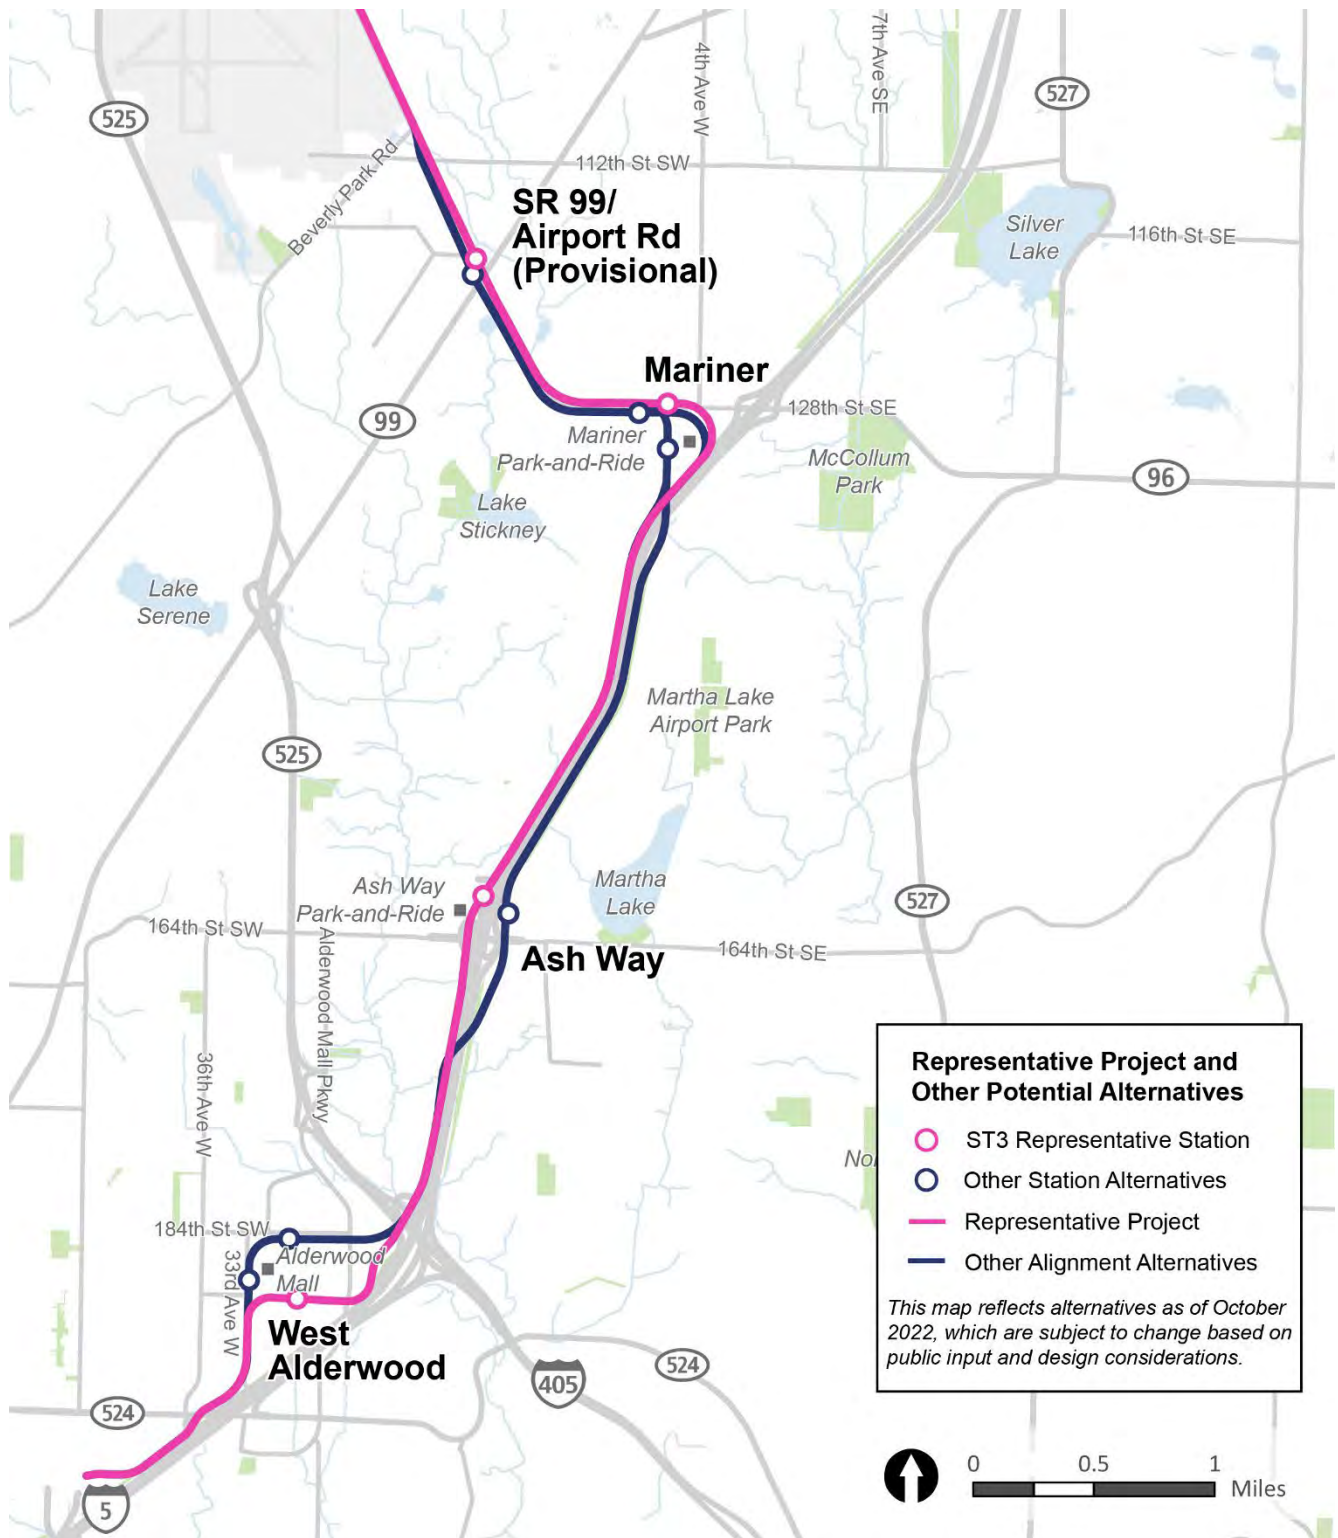 525
527
4th Ave W
7th Ave SE
Beverly Park Rd
112th St SW
SR 99/
Airport Rd
(Provisional)
Silver
Lake
116th St SE
Mariner
128th St SE
99
Mariner
Park-and-Ride
McCollum
Park
96
Lake
Stickney
Lake
Serene
Martha Lake
Airport Park
525
Ash Way
Park-and-Ride
Martha
Lake
527
164th St SW
Ash Way
164th St SE
Alderwood Mall Pkwy
36th Ave W
184th St SW
33rd Ave W
Alderwood
Mall
West
Alderwood
524
405
524
5
Representative Project and
Other Potential Alternatives
ST3 Representative Station
Other Station Alternatives
Representative Project
Other Alignment Alternatives
This map reflects alternatives as of October
2022, which are subject to change based on
public input and design considerations.
0 0.5 1
Miles